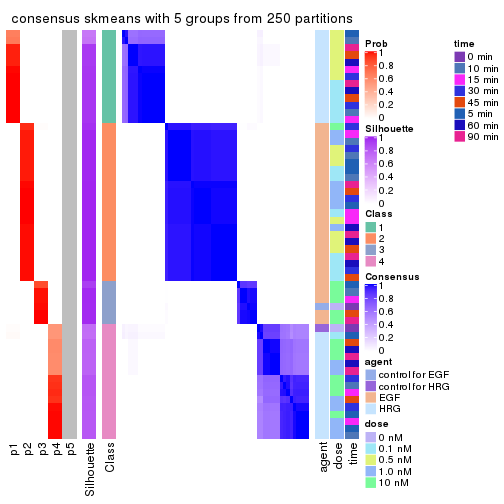 consensus skmeans with 5 groups from 250 partitions
p1
p2
p3
p4
p5
Silhouette
Class
agent
dose
time
Prob
1
0.8
0.6
0.4
0.2
0
Silhouette
1
0.8
0.6
0.4
0.2
0
Class
1
2
3
4
Consensus
1
0.8
0.6
0.4
0.2
0
agent
control for EGF
control for HRG
EGF
HRG
dose
0 nM
0.1 nM
0.5 nM
1.0 nM
10 nM
time
0 min
10 min
15 min
30 min
45 min
5 min
60 min
90 min